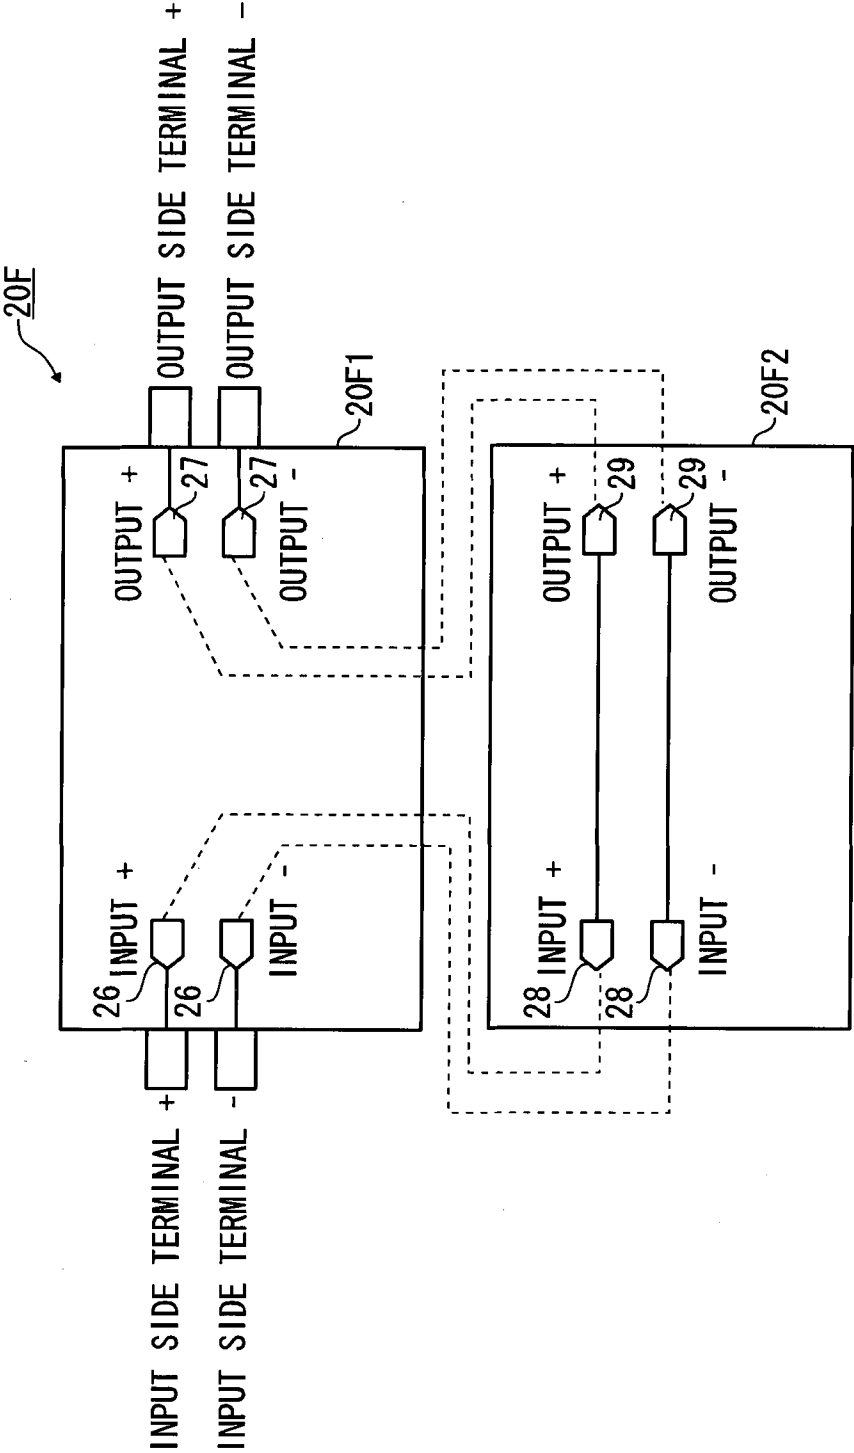 20F
INPUT SIDE TERMINAL +
INPUT SIDE TERMINAL -
OUTPUT SIDE TERMINAL +
OUTPUT SIDE TERMINAL -
INPUT +
26
26
INPUT -
OUTPUT +
27
27
OUTPUT -
20F1
INPUT +
28
28
INPUT -
OUTPUT +
29
29
OUTPUT -
20F2